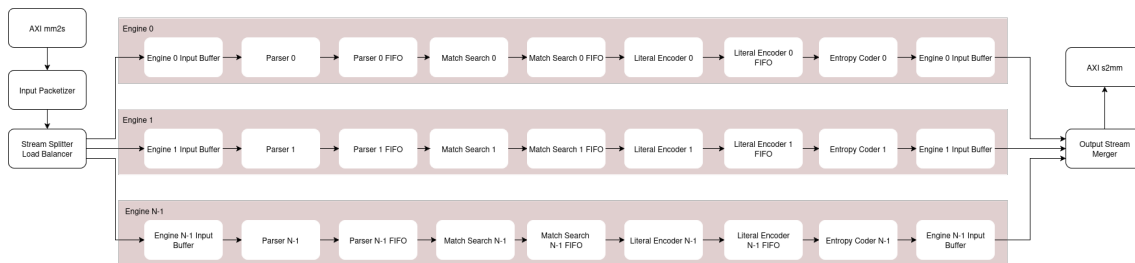 AXI mm2s
Input Packetizer
Stream Splitter
Load Balancer
Engine 0
Engine 0 Input Buffer
Parser 0
Parser 0 FIFO
Match Search 0
Match Search 0 FIFO
Literal Encoder 0
Literal Encoder 0
FIFO
Entropy Coder 0
Engine 0 Input Buffer
Engine 1
Engine 1 Input Buffer
Parser 1
Parser 1 FIFO
Match Search 1
Match Search 1 FIFO
Literal Encoder 1
Literal Encoder 1
FIFO
Entropy Coder 1
Engine 1 Input Buffer
Engine N-1
Engine N-1 Input
Buffer
Parser N-1
Parser N-1 FIFO
Match Search N-1
Match Search
N-1 FIFO
Literal Encoder N-1
Literal Encoder
N-1 FIFO
Entropy Coder N-1
Engine N-1 Input
Buffer
AXI s2mm
Output Stream
Merger